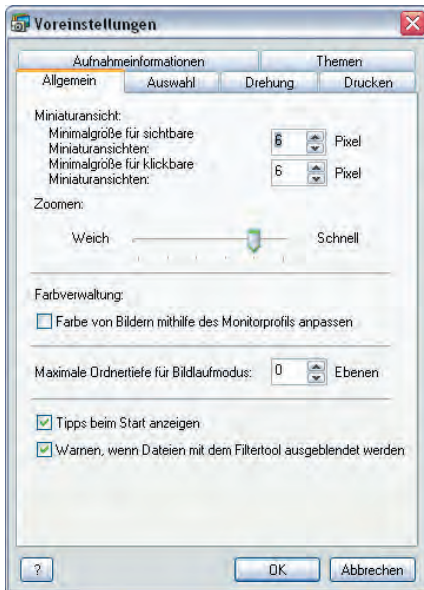 Voreinstellungen
Aufnahmeinformationen Themen
Allgemein Auswahl Drehung Drucken
Miniaturansicht:
Minimalgröße für sichtbare
Miniaturansichten: 6 Pixel
Minimalgröße für klickbare
Miniaturansichten: 6 Pixel
Zoomen:
Weich Schnell
Farbverwaltung:
Farbe von Bildern mithilfe des Monitorprofils anpassen
Maximale Ordnertiefe für Bildlaufmodus: 0 Ebenen
Tipps beim Start anzeigen
Warnen, wenn Dateien mit dem Filtertool ausgeblendet werden
? OK Abbrechen